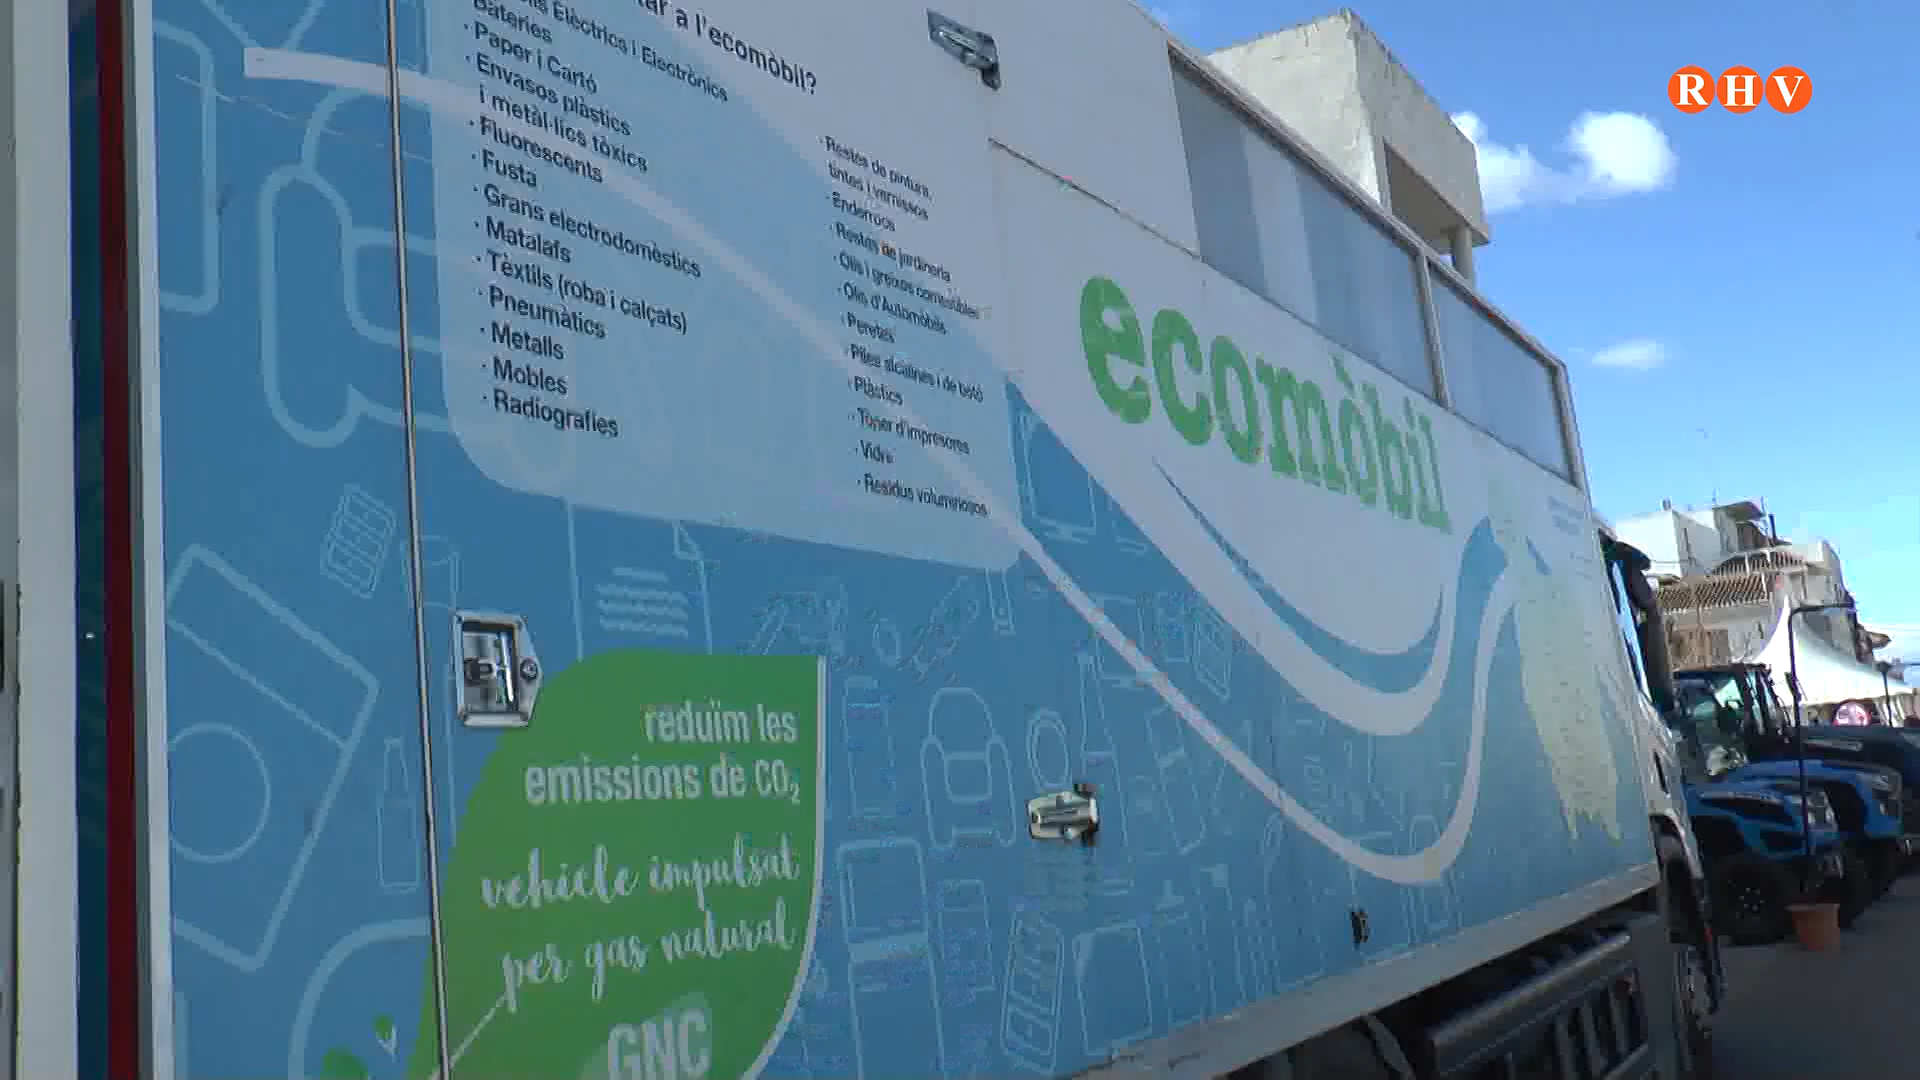 ar a l'ecomòbil?
Elèctrics i Electrònics
· Bateries
· Paper i Cartó
· Envasos plàstics
i metàl·lics tòxics
· Fluorescents
· Fusta
· Grans electrodomèstics
· Matalafs
· Tèxtils (roba i calçats)
· Pneumàtics
· Metalls
· Mobles
· Radiografies
· Restes de pintura,
tintes i vernissos
· Enderrocs
· Restes de jardineria
· Olis i greixos comestibles
· Olis d'Automòbils
· Peretes
· Piles alcalines i de botó
· Plàstics
· Tòner d'impresores
· Vidre
· Residus voluminosos
ecomòbil
reduïm les
emissions de CO₂
vehicle impulsat
per gas natural
GNC
RHV